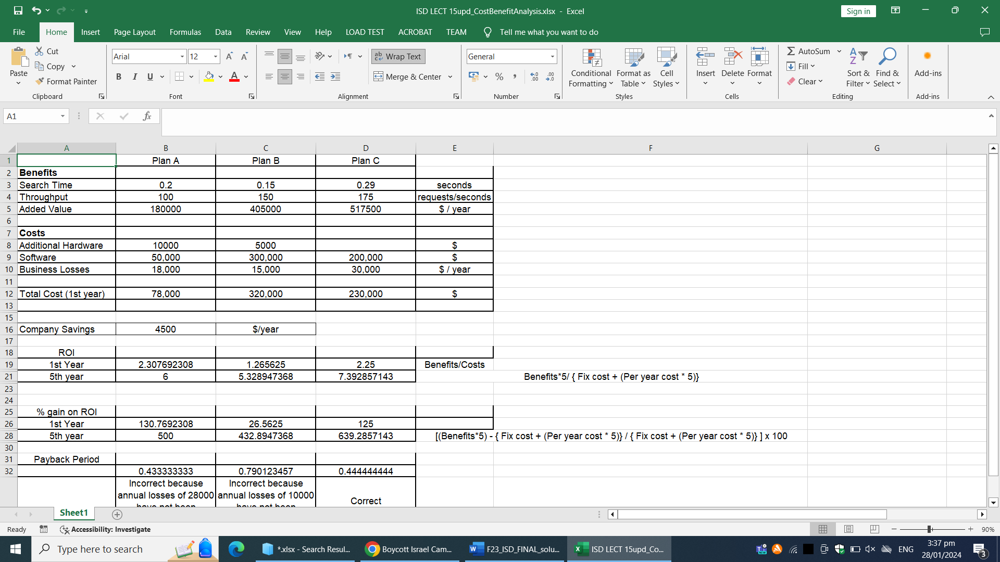 ISD LECT 15upd_CostBenefitAnalysis.xlsx - Excel
Sign in
File Home Insert Page Layout Formulas Data Review View Help LOAD TEST ACROBAT TEAM Tell me what you want to do
Paste
Cut
Copy
Format Painter
Clipboard
Arial 12
B I U
Font
Wrap Text
Merge & Center
Alignment
General
Number
Conditional Formatting
Format as Table
Cell Styles
Styles
Insert Delete Format
Cells
AutoSum
Fill
Clear
Sort & Filter
Find & Select
Editing
Add-ins
Add-ins
A1 fx
A B C D E F G
1 Plan A Plan B Plan C
2 Benefits
3 Search Time 0.2 0.15 0.29 seconds
4 Throughput 100 150 175 requests/seconds
5 Added Value 180000 405000 517500 $ / year
6
7 Costs
8 Additional Hardware 10000 5000 $
9 Software 50,000 300,000 200,000 $
10 Business Losses 18,000 15,000 30,000 $ / year
11
12 Total Cost (1st year) 78,000 320,000 230,000 $
13
15
16 Company Savings 4500 $/year
17
18 ROI
19 1st Year 2.307692308 1.265625 2.25 Benefits/Costs
21 5th year 6 5.328947368 7.392857143 Benefits*5/ { Fix cost + (Per year cost * 5)}
23
24
25 % gain on ROI
26 1st Year 130.7692308 26.5625 125
28 5th year 500 432.8947368 639.2857143 [(Benefits*5) - { Fix cost + (Per year cost * 5)} / { Fix cost + (Per year cost * 5)} ] x 100
30
31 Payback Period
32 0.433333333 0.790123457 0.444444444
Incorrect because Incorrect because
annual losses of 28000 annual losses of 10000
Correct
have not been have not been
Sheet1
Ready Accessibility: Investigate 90%
Type here to search
*.xlsx - Search Resul...
Boycott Israel Cam...
F23_ISD_FINAL_solu...
ISD LECT 15upd_Co...
ENG
3:37 pm
28/01/2024
3